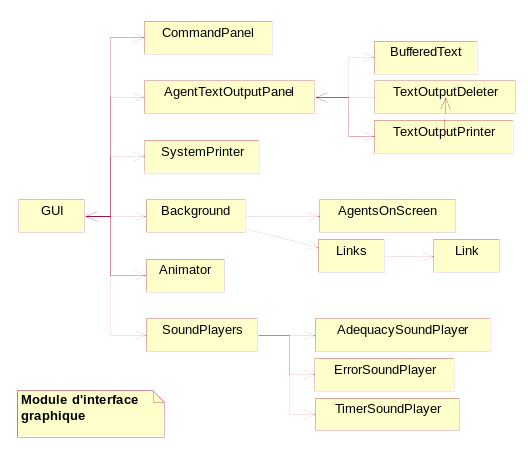 CommandPanel
BufferedText
AgentTextOutputPanel
TextOutputDeleter
TextOutputPrinter
SystemPrinter
GUI
Background
AgentsOnScreen
Links
Link
Animator
SoundPlayers
AdequacySoundPlayer
ErrorSoundPlayer
TimerSoundPlayer
Module d'interface
graphique